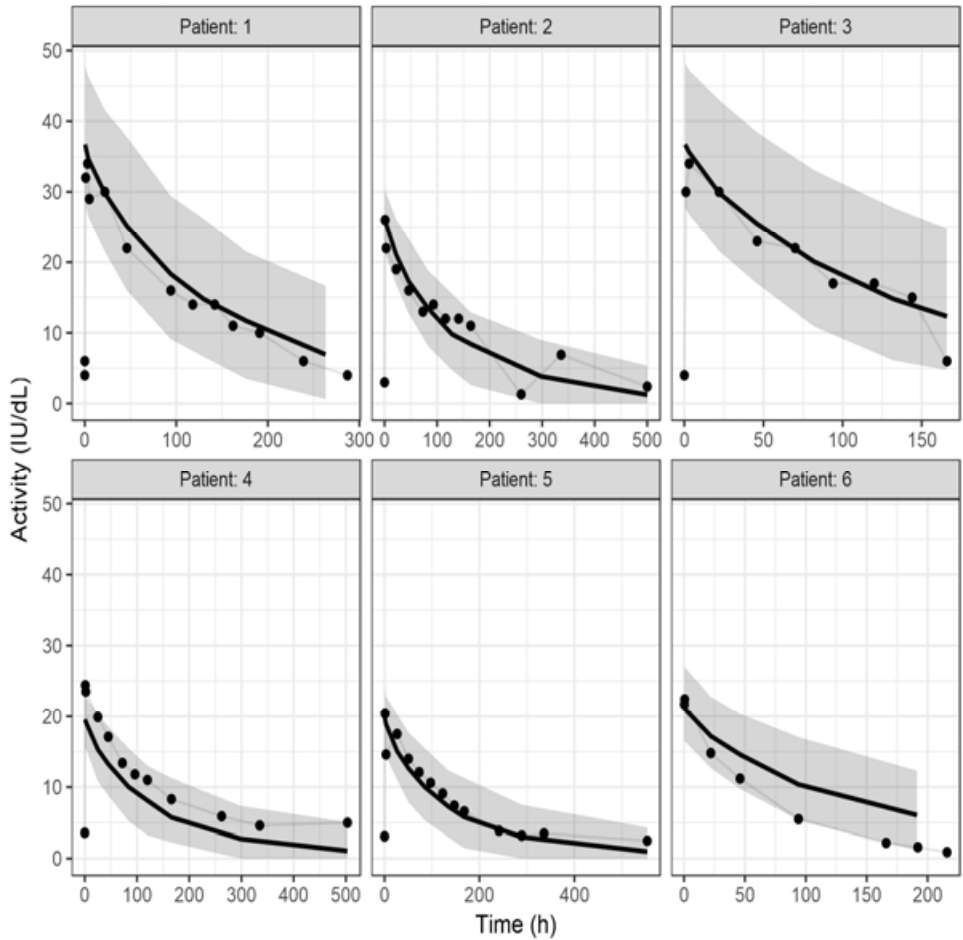 Patient: 1
Patient: 2
Patient: 3
50
40
30
20
10
0
0 100 200 300
0 100 200 300 400 500
0 50 100 150
Patient: 4
Patient: 5
Patient: 6
50
40
30
20
10
0
0 100 200 300 400 500
0 200 400
0 50 100 150 200
Activity (IU/dL)
Time (h)